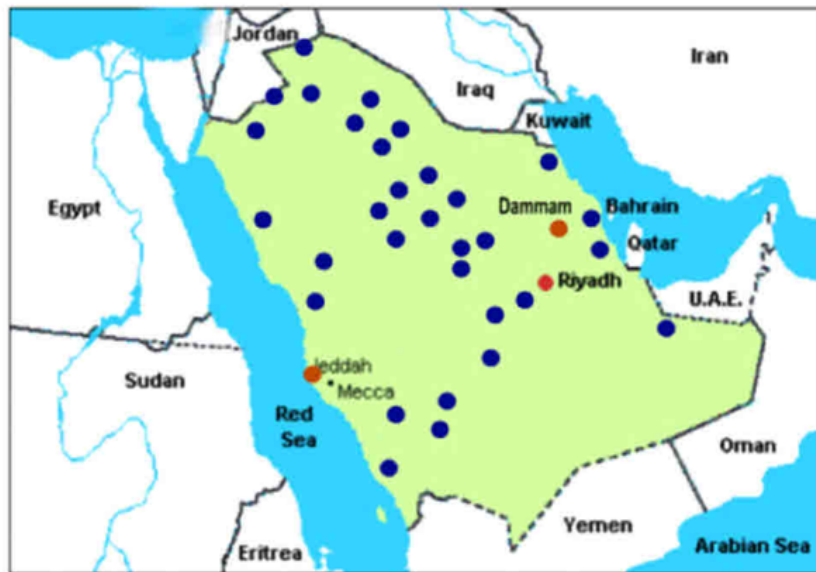 Jordan
Iran
Iraq
Kuwait
Egypt
Dammam
Bahrain
Qatar
Riyadh
U.A.E.
Jeddah
Mecca
Sudan
Red
Sea
Oman
Yemen
Eritrea
Arabian Sea